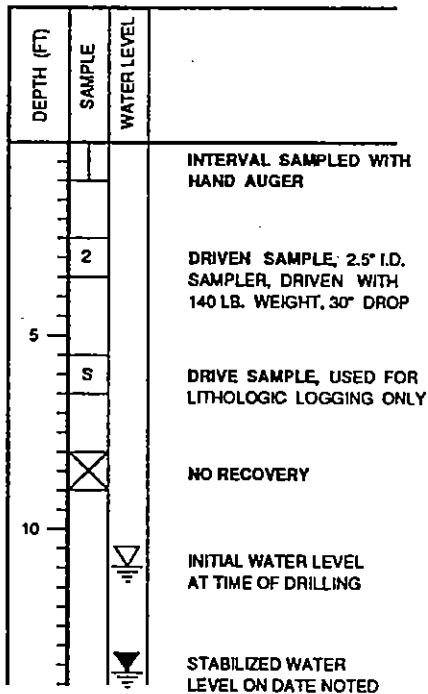 DEPTH (FT)
SAMPLE
WATER LEVEL
INTERVAL SAMPLED WITH
HAND AUGER
2
DRIVEN SAMPLE, 2.5" I.D.
SAMPLER, DRIVEN WITH
140 LB. WEIGHT, 30" DROP
5
S
DRIVE SAMPLE, USED FOR
LITHOLOGIC LOGGING ONLY
NO RECOVERY
10
INITIAL WATER LEVEL
AT TIME OF DRILLING
STABILIZED WATER
LEVEL ON DATE NOTED